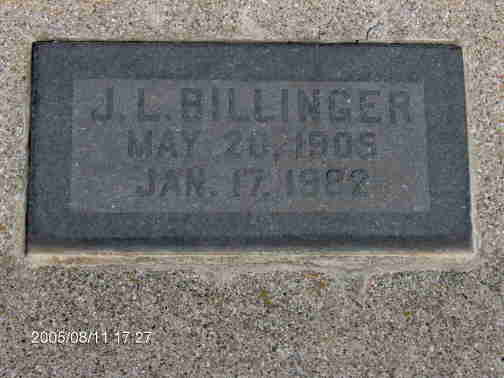 J. L. BILLINGER
MAY 20, 1909
JAN. 17, 1982
2005/08/11 17:27